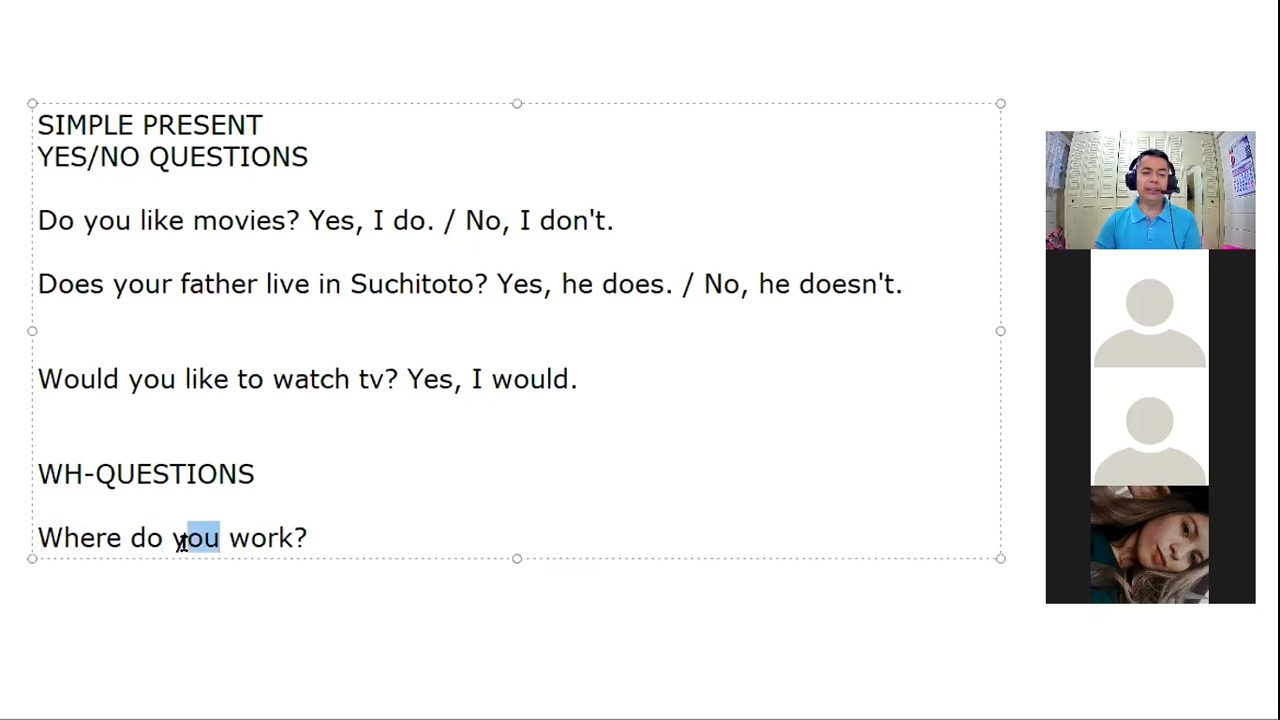 SIMPLE PRESENT
YES/NO QUESTIONS
Do you like movies? Yes, I do. / No, I don't.
Does your father live in Suchitoto? Yes, he does. / No, he doesn't.
Would you like to watch tv? Yes, I would.
WH-QUESTIONS
Where do you work?